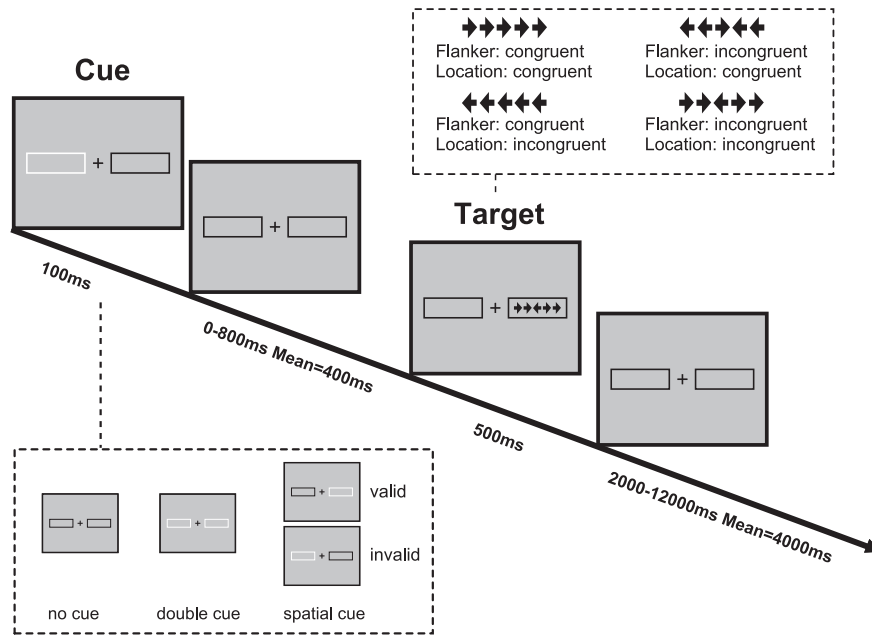 Cue
100ms
0-800ms Mean=400ms
Flanker: congruent
Location: congruent
Flanker: incongruent
Location: congruent
Flanker: congruent
Location: incongruent
Flanker: incongruent
Location: incongruent
Target
500ms
2000-12000ms Mean=4000ms
valid
invalid
no cue
double cue
spatial cue